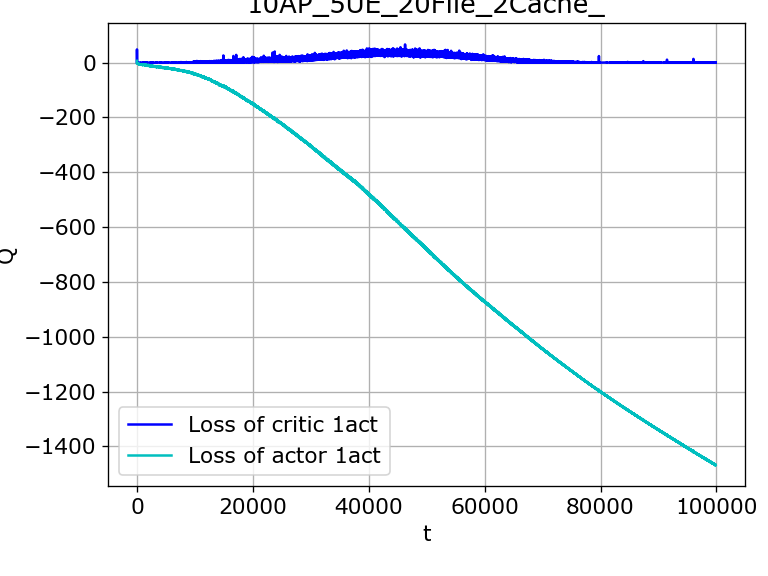 10AP_5UE_20File_2Cache_
0
−200
−400
−600
−800
−1000
−1200
−1400
Q
Loss of critic 1act
Loss of actor 1act
0 20000 40000 60000 80000 100000
t